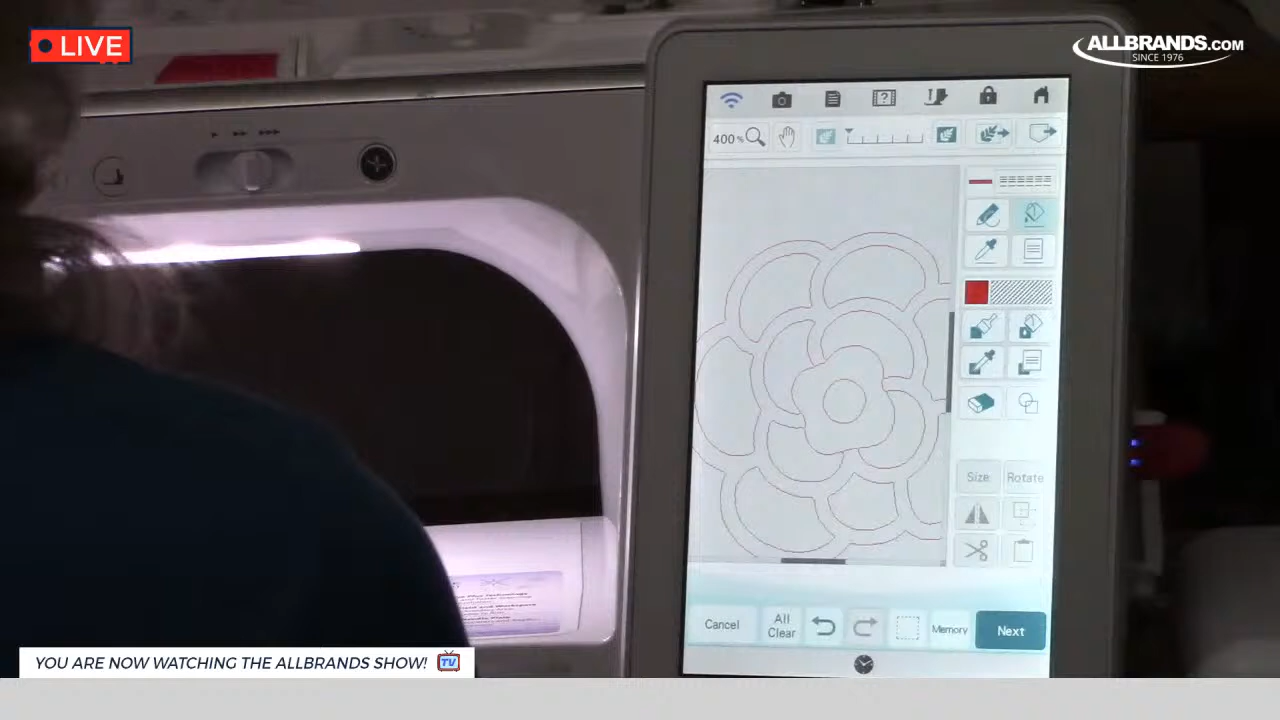 LIVE
ALLBRANDS.COM
SINCE 1976
400%
Size
Rotate
Cancel
All
Clear
Memory
Next
YOU ARE NOW WATCHING THE ALLBRANDS SHOW! TV